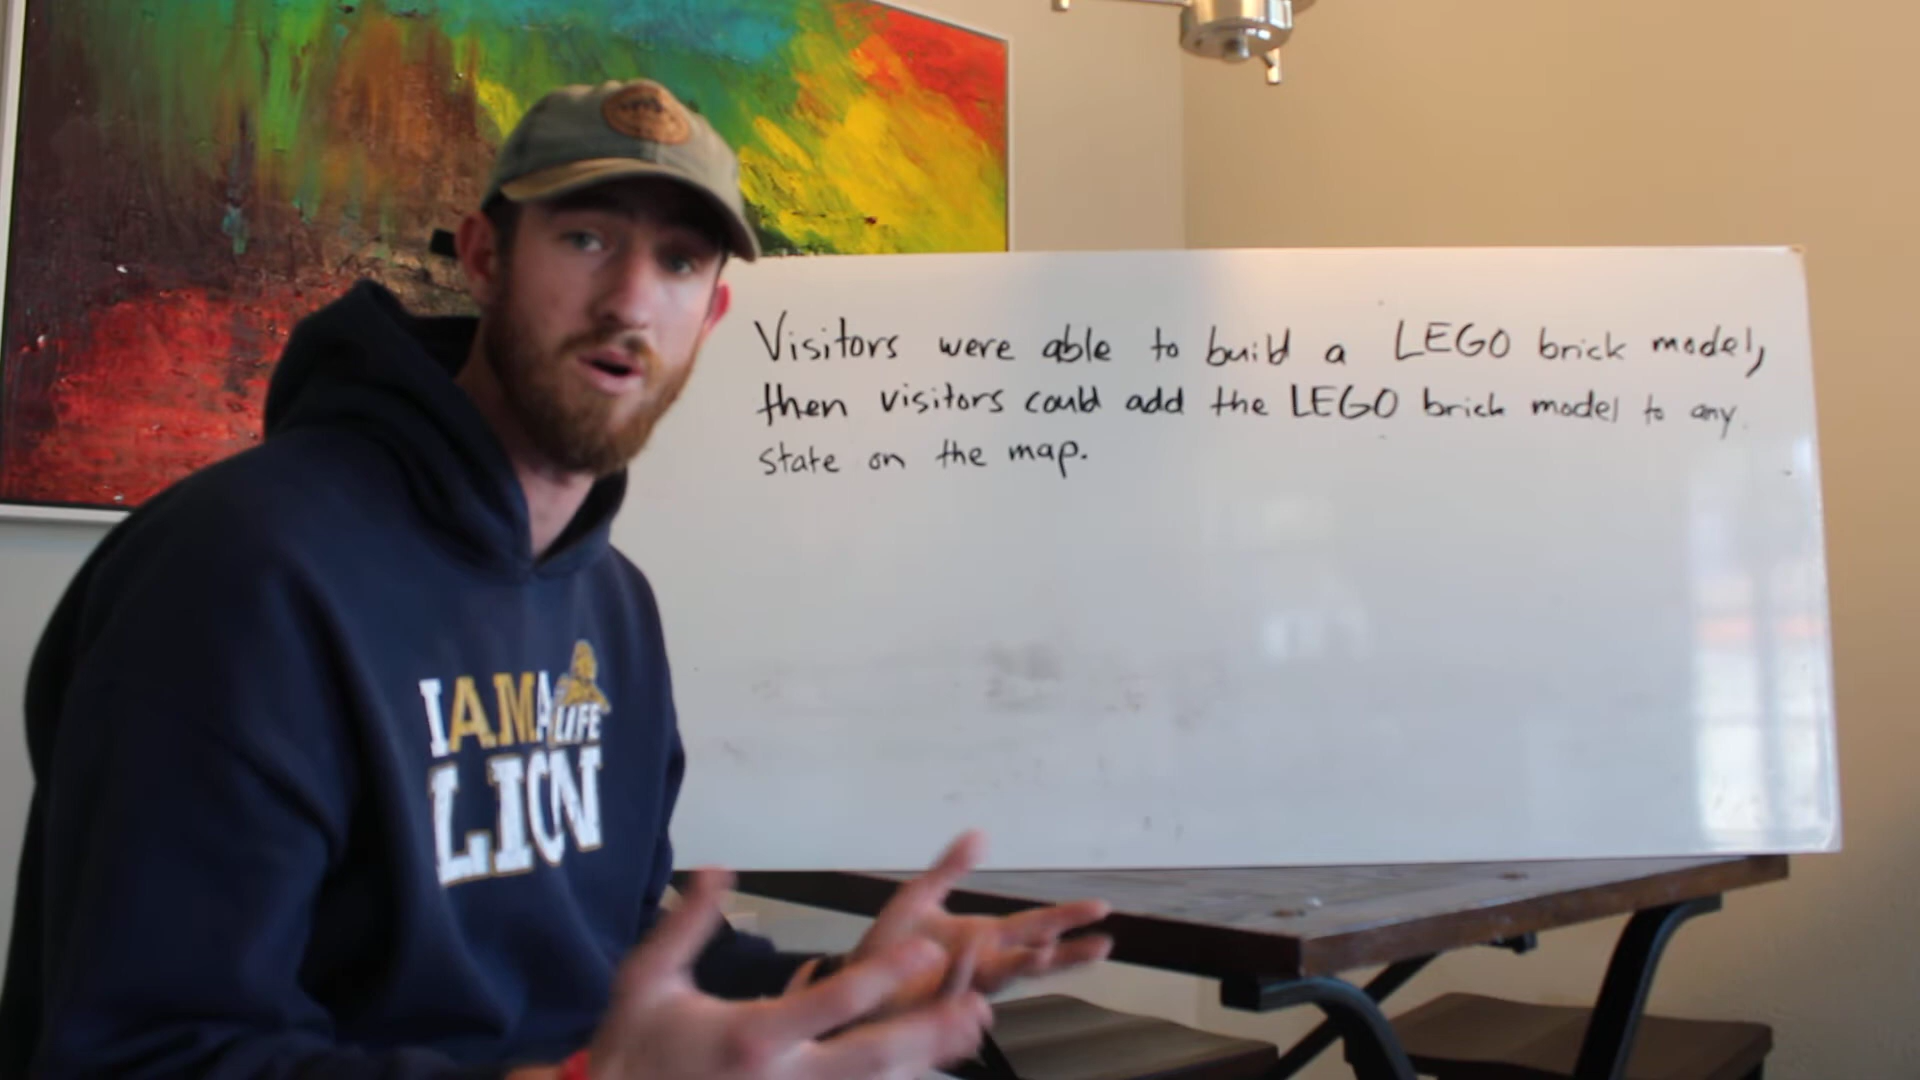 Visitors were able to build a LEGO brick model,
then visitors could add the LEGO brick model to any
state on the map.
I AM A
LIFE
LION